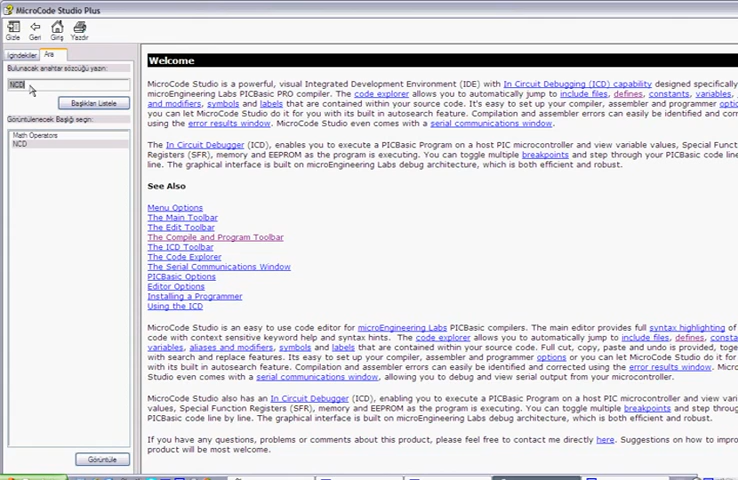 MicroCode Studio Plus
Gizle Geri Giriş Yazdır
İçindekiler Ara
Bulunacak anahtar sözcüğü yazın:
NCD
Başlıkları Listele
Görüntülenecek Başlığı seçin:
Math Operators
NCD
Görüntüle
Welcome
MicroCode Studio is a powerful, visual Integrated Development Environment (IDE) with In Circuit Debugging (ICD) capability designed specifically
microEngineering Labs PICBasic PRO compiler. The code explorer allows you to automatically jump to include files, defines, constants, variables,
and modifiers, symbols and labels that are contained within your source code. It's easy to set up your compiler, assembler and programmer
you can let MicroCode Studio do it for you with its built in autosearch feature. Compilation and assembler errors can easily be identified and
using the error results window. MicroCode Studio even comes with a serial communications window.
The In Circuit Debugger (ICD), enables you to execute a PICBasic Program on a host PIC microcontroller and view variable values, Special
Registers (SFR), memory and EEPROM as the program is executing. You can toggle multiple breakpoints and step through your PICBasic code
line. The graphical interface is built on microEngineering Labs debug architecture, which is both efficient and robust.
See Also
Menu Options
The Main Toolbar
The Edit Toolbar
The Compile and Program Toolbar
The ICD Toolbar
The Code Explorer
The Serial Communications Window
PICBasic Options
Editor Options
Installing a Programmer
Using the ICD
MicroCode Studio is an easy to use code editor for microEngineering Labs PICBasic compilers. The main editor provides full syntax highlighting of
code with context sensitive keyword help and syntax hints. The code explorer allows you to automatically jump to include files, defines,
variables, aliases and modifiers, symbols and labels that are contained within your source code. Full cut, copy, paste and undo is provided,
with search and replace features. Its easy to set up your compiler, assembler and programmer options or you can let MicroCode Studio do it for
with its built in autosearch feature. Compilation and assembler errors can easily be identified and corrected using the error results window.
Studio even comes with a serial communications window, allowing you to debug and view serial output from your microcontroller.
MicroCode Studio also has an In Circuit Debugger (ICD), enabling you to execute a PICBasic Program on a host PIC microcontroller and view
values, Special Function Registers (SFR), memory and EEPROM as the program is executing. You can toggle multiple breakpoints and step
PICBasic code line by line. The graphical interface is built on microEngineering Labs debug architecture, which is both efficient and robust.
If you have any questions, problems or comments about this product, please feel free to contact me directly here. Suggestions on how to
product will be most welcome.